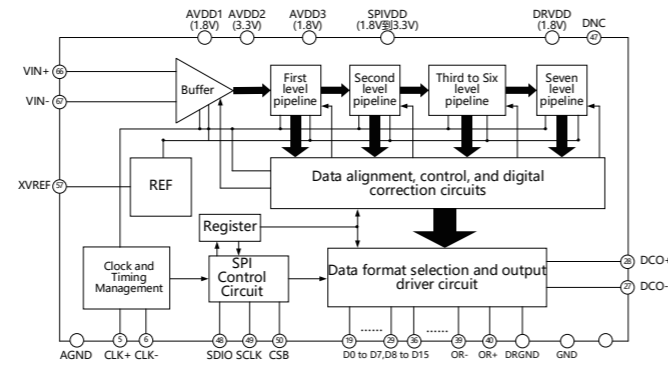 AVDD1 AVDD2 AVDD3 SPIVDD DRVDD DNC
(1.8V) (3.3V) (1.8V) (1.8V到3.3V) (1.8V) 47
VIN+ 66
VIN- 67
Buffer
First level pipeline
Second level pipeline
Third to Six level pipeline
Seven level pipeline
XVREF 57
REF
Data alignment, control, and digital
correction circuits
Register
Clock and
Timing
Management
SPI
Control
Circuit
Data format selection and output
driver circuit
28 DCO+
27 DCO-
5 6 48 49 50 19 ...... 29 36 ...... 39 40
AGND CLK+ CLK- SDIO SCLK CSB D0 to D7,D8 to D15 OR- OR+ DRGND GND